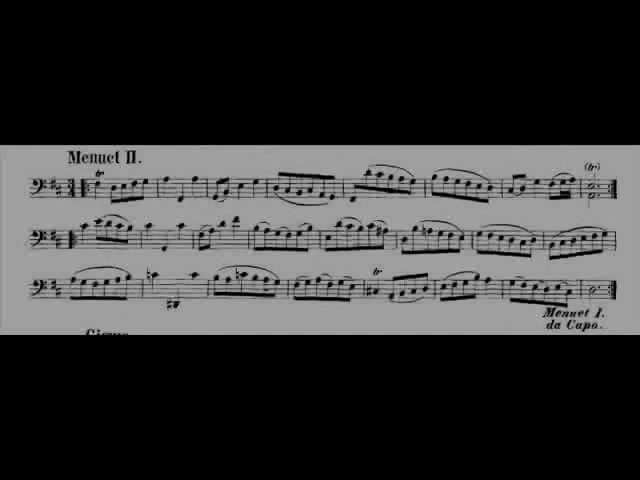 Menuet II.
tr
(tr)
tr
Menuet I.
da Capo.